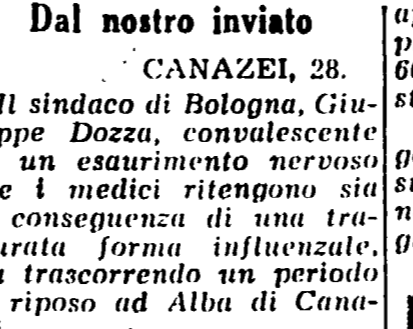 Dal nostro inviato
CANAZEI, 28.
Il sindaco di Bologna, Giu-
ppe Dozza, convalescente
un esaurimento nervoso
e i medici ritengono sia
conseguenza di una tra-
urata forma influenzale,
trascorrendo un periodo
riposo ad Alba di Cana-